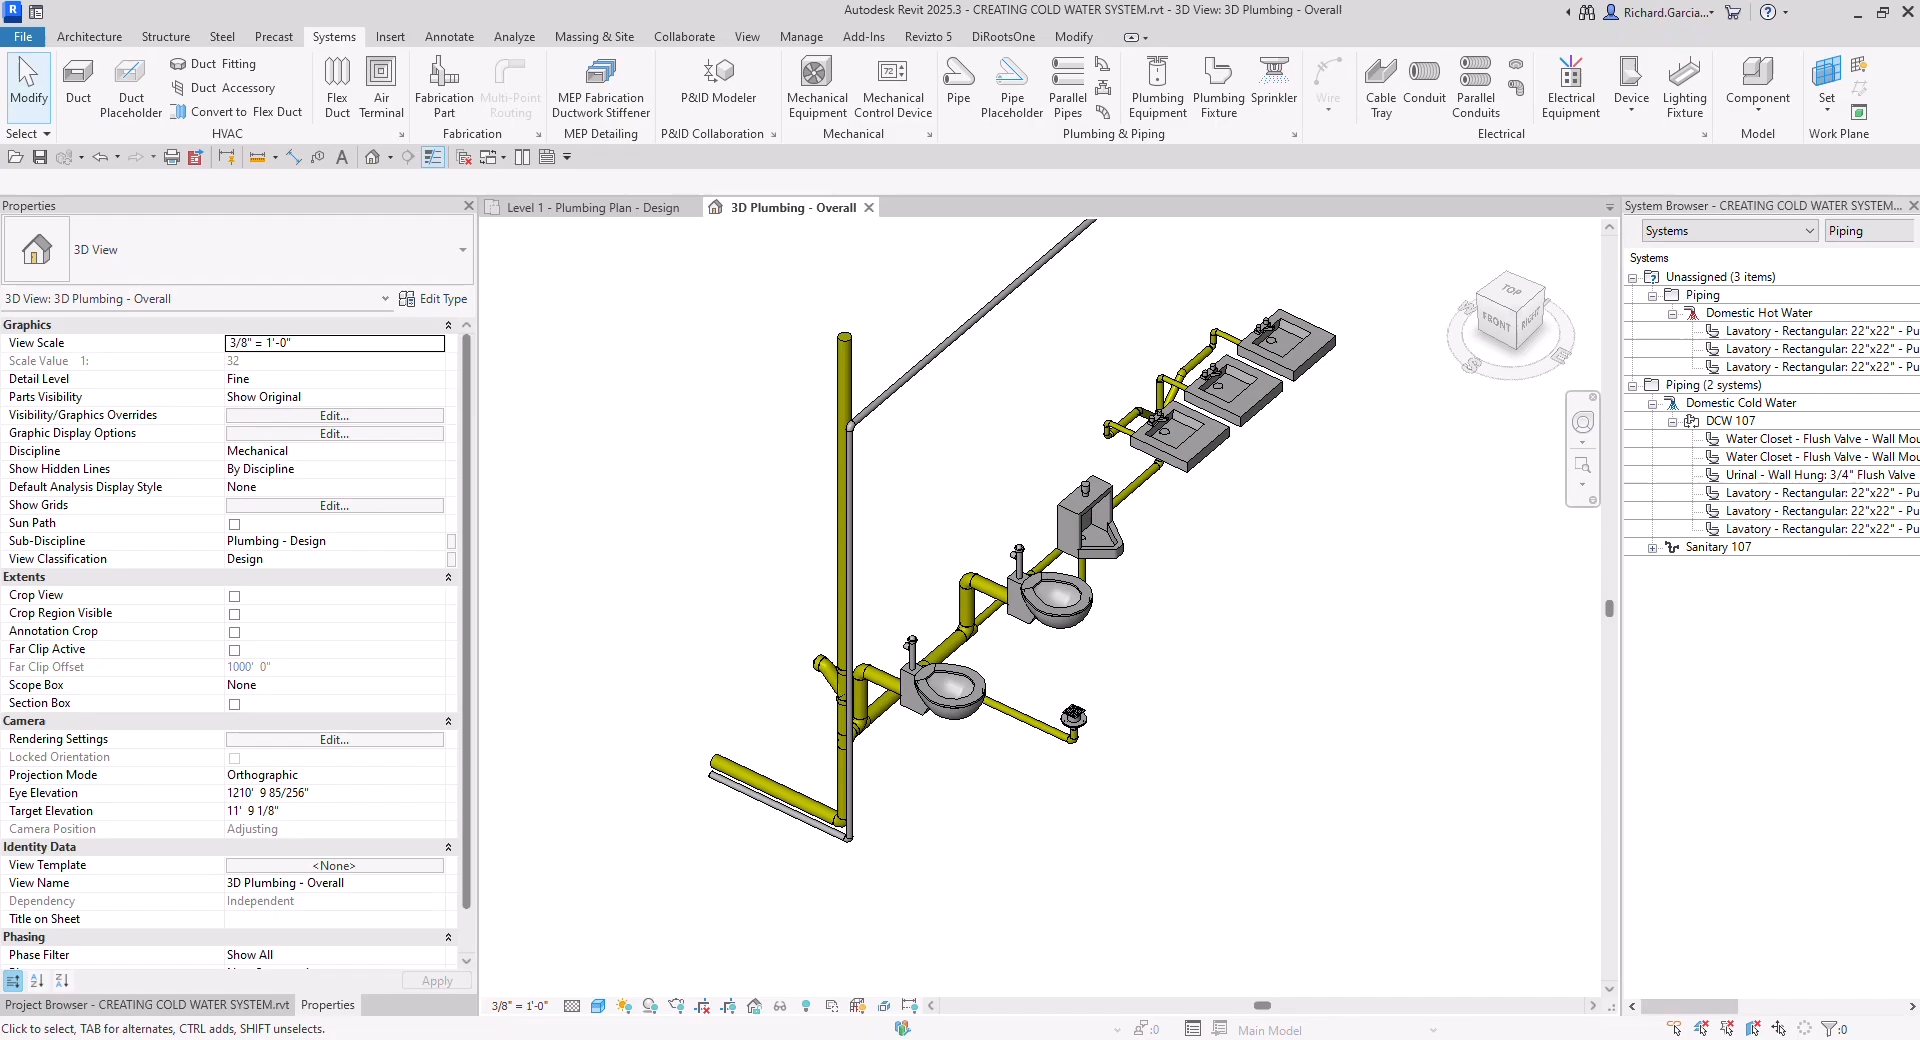 Autodesk Revit 2025.3 - CREATING COLD WATER SYSTEM.rvt - 3D View: 3D Plumbing - Overall
Richard.Garcia...
File Architecture Structure Steel Precast Systems Insert Annotate Analyze Massing & Site Collaborate View Manage Add-Ins Revizto 5 DiRootsOne Modify
Modify
Duct
Duct Placeholder
Duct Fitting
Duct Accessory
Convert to Flex Duct
Flex Duct
Air Terminal
Fabrication Part
Multi-Point Routing
MEP Fabrication Ductwork Stiffener
P&ID Modeler
Mechanical Equipment
Mechanical Control Device
Pipe
Pipe Placeholder
Parallel Pipes
Plumbing Equipment
Plumbing Fixture
Sprinkler
Wire
Cable Tray
Conduit
Parallel Conduits
Electrical Equipment
Device
Lighting Fixture
Component
Set
Select HVAC Fabrication MEP Detailing P&ID Collaboration Mechanical Plumbing & Piping Electrical Model Work Plane
Properties
3D View
3D View: 3D Plumbing - Overall Edit Type
Graphics
View Scale 3/8" = 1'-0"
Scale Value 1: 32
Detail Level Fine
Parts Visibility Show Original
Visibility/Graphics Overrides Edit...
Graphic Display Options Edit...
Discipline Mechanical
Show Hidden Lines By Discipline
Default Analysis Display Style None
Show Grids Edit...
Sun Path
Sub-Discipline Plumbing - Design
View Classification Design
Extents
Crop View
Crop Region Visible
Annotation Crop
Far Clip Active
Far Clip Offset 1000' 0"
Scope Box None
Section Box
Camera
Rendering Settings Edit...
Locked Orientation
Projection Mode Orthographic
Eye Elevation 1210' 9 85/256"
Target Elevation 11' 9 1/8"
Camera Position Adjusting
Identity Data
View Template <None>
View Name 3D Plumbing - Overall
Dependency Independent
Title on Sheet
Phasing
Phase Filter Show All
Apply
Project Browser - CREATING COLD WATER SYSTEM.rvt Properties
Click to select, TAB for alternates, CTRL adds, SHIFT unselects.
Level 1 - Plumbing Plan - Design
3D Plumbing - Overall
TOP
FRONT
RIGHT
S
E
3/8" = 1'-0"
:0
Main Model
:0
System Browser - CREATING COLD WATER SYSTEM...
Systems Piping
Systems
Unassigned (3 items)
Piping
Domestic Hot Water
Lavatory - Rectangular: 22"x22" - Pu
Lavatory - Rectangular: 22"x22" - Pu
Lavatory - Rectangular: 22"x22" - Pu
Piping (2 systems)
Domestic Cold Water
DCW 107
Water Closet - Flush Valve - Wall Mou
Water Closet - Flush Valve - Wall Mou
Urinal - Wall Hung: 3/4" Flush Valve
Lavatory - Rectangular: 22"x22" - Pu
Lavatory - Rectangular: 22"x22" - Pu
Lavatory - Rectangular: 22"x22" - Pu
Sanitary 107